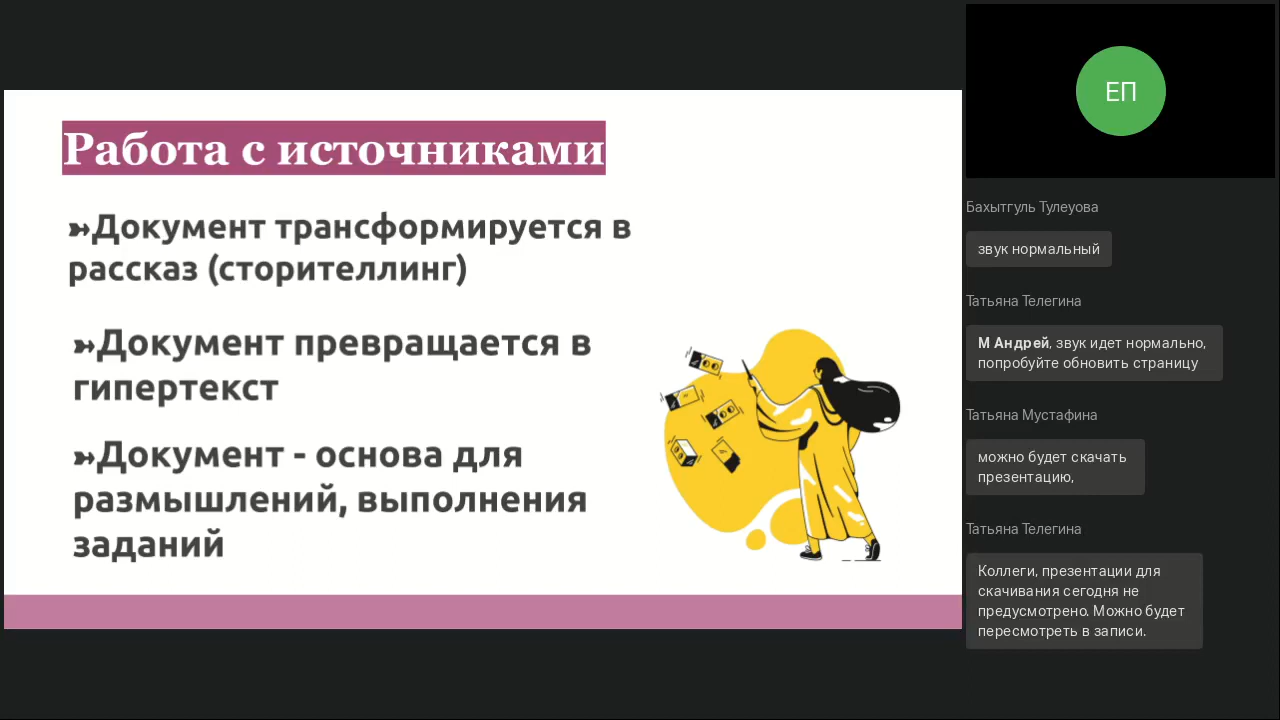 Работа с источниками
➳Документ трансформируется в
рассказ (сторителлинг)
➳Документ превращается в
гипертекст
➳Документ - основа для
размышлений, выполнения
заданий
ЕП
Бахытгуль Тулеуова
звук нормальный
Татьяна Телегина
М Андрей, звук идет нормально,
попробуйте обновить страницу
Татьяна Мустафина
можно будет скачать
презентацию,
Татьяна Телегина
Коллеги, презентации для
скачивания сегодня не
предусмотрено. Можно будет
пересмотреть в записи.